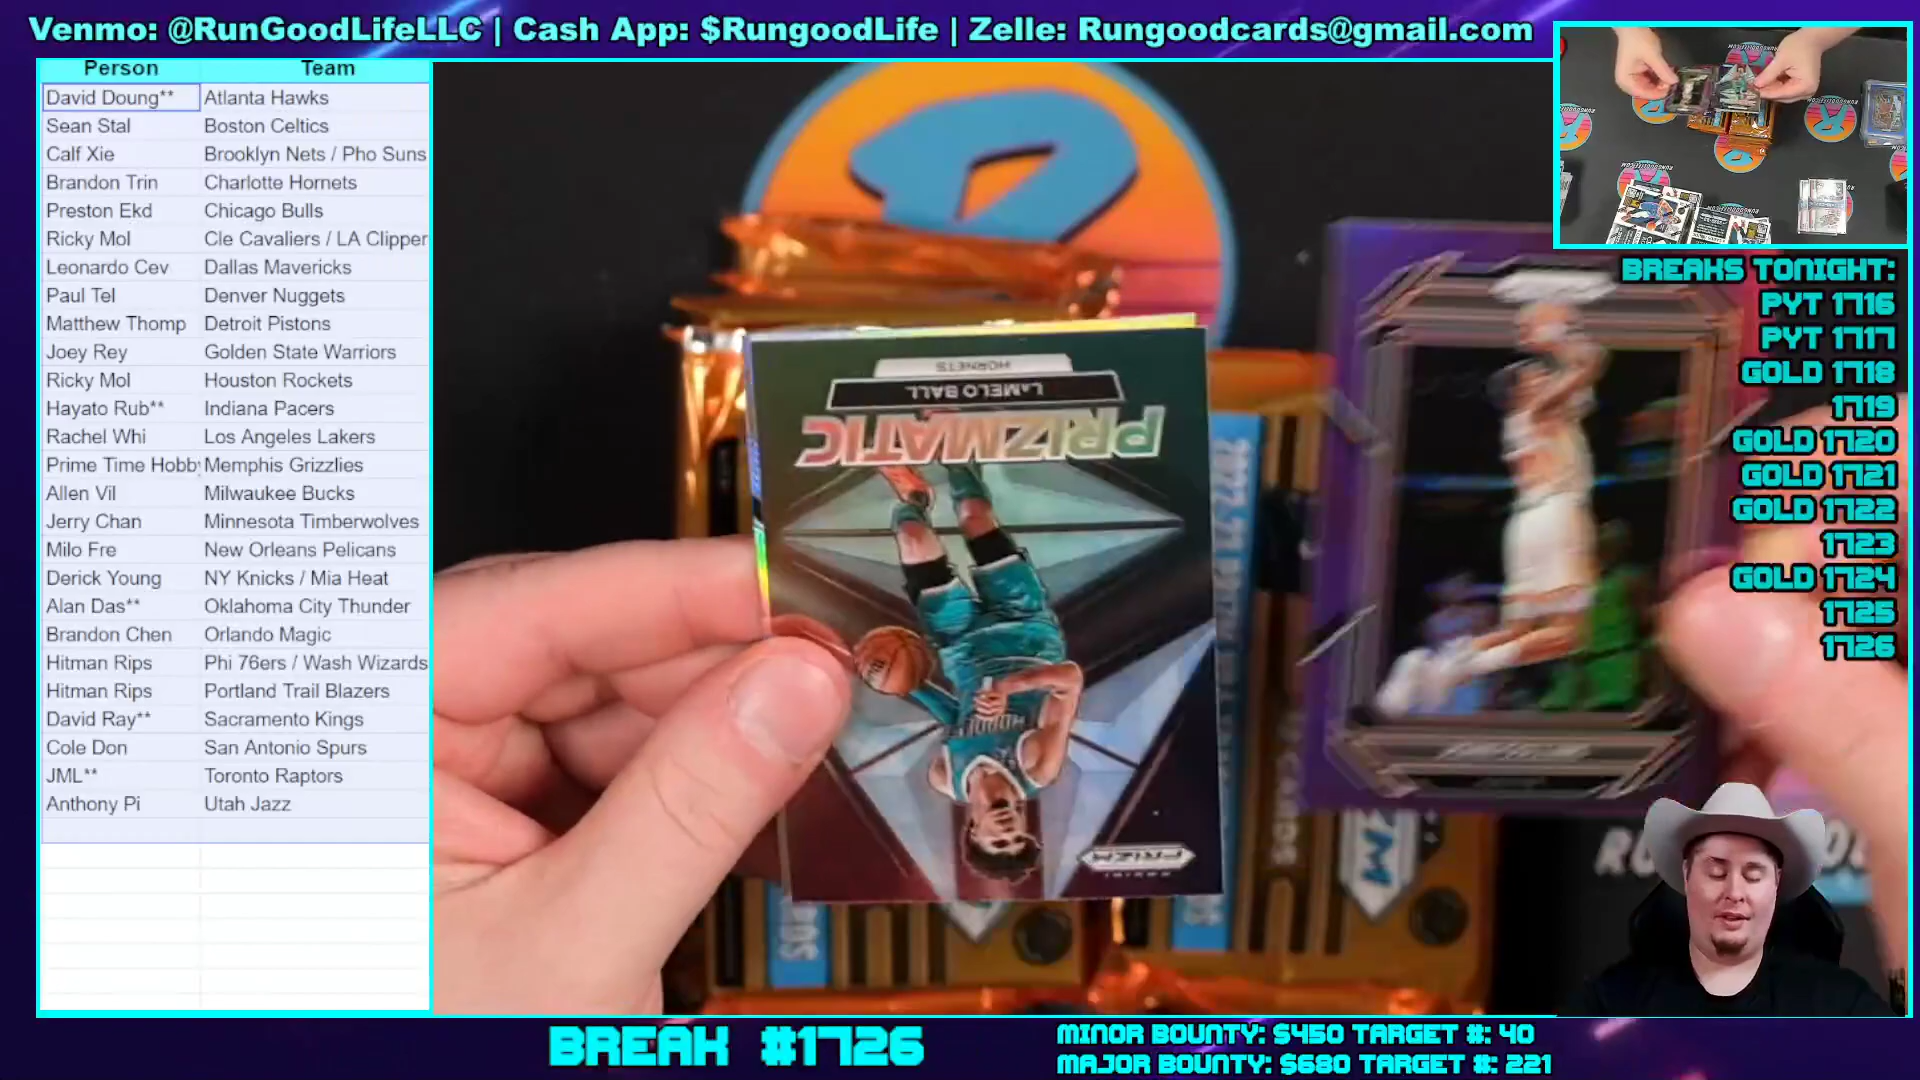 Venmo: @RunGoodLifeLLC | Cash App: $RungoodLife | Zelle: Rungoodcards@gmail.com
Person Team
David Doung** Atlanta Hawks
Sean Stal Boston Celtics
Calf Xie Brooklyn Nets / Pho Suns
Brandon Trin Charlotte Hornets
Preston Ekd Chicago Bulls
Ricky Mol Cle Cavaliers / LA Clipper
Leonardo Cev Dallas Mavericks
Paul Tel Denver Nuggets
Matthew Thomp Detroit Pistons
Joey Rey Golden State Warriors
Ricky Mol Houston Rockets
Hayato Rub** Indiana Pacers
Rachel Whi Los Angeles Lakers
Prime Time Hobby Memphis Grizzlies
Allen Vil Milwaukee Bucks
Jerry Chan Minnesota Timberwolves
Milo Fre New Orleans Pelicans
Derick Young NY Knicks / Mia Heat
Alan Das** Oklahoma City Thunder
Brandon Chen Orlando Magic
Hitman Rips Phi 76ers / Wash Wizards
Hitman Rips Portland Trail Blazers
David Ray** Sacramento Kings
Cole Don San Antonio Spurs
JML** Toronto Raptors
Anthony Pi Utah Jazz
HORNETS
LAMELO BALL
PRIZMATIC
PRIZM
PANINI
BREAKS TONIGHT:
PYT 1716
PYT 1717
GOLD 1718
1719
GOLD 1720
GOLD 1721
GOLD 1722
1723
GOLD 1724
1725
1726
BREAK #1726
MINOR BOUNTY: $450 TARGET #: 40
MAJOR BOUNTY: $680 TARGET #: 221